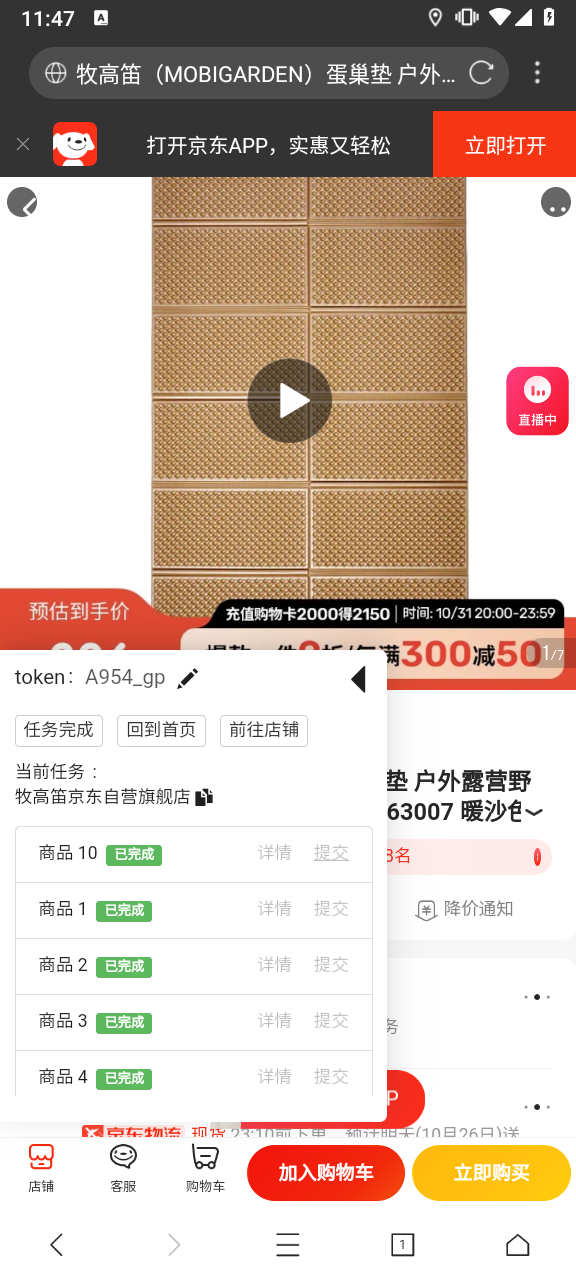 11:47
牧高笛（MOBIGARDEN）蛋巢垫 户外...
打开京东APP，实惠又轻松
立即打开
直播中
预估到手价
充值购物卡2000得2150 | 时间: 10/31 20:00-23:59
满300减50
1/7
token： A954_gp
任务完成
回到首页
前往店铺
当前任务 :
牧高笛京东自营旗舰店
垫 户外露营野
63007 暖沙色
商品 10 已完成 详情 提交
8名
商品 1 已完成 详情 提交
降价通知
商品 2 已完成 详情 提交
商品 3 已完成 详情 提交
务
商品 4 已完成 详情 提交
P
京东物流 现货 23:10前下单，预计明天(10月26日)送
店铺
客服
购物车
加入购物车
立即购买
1